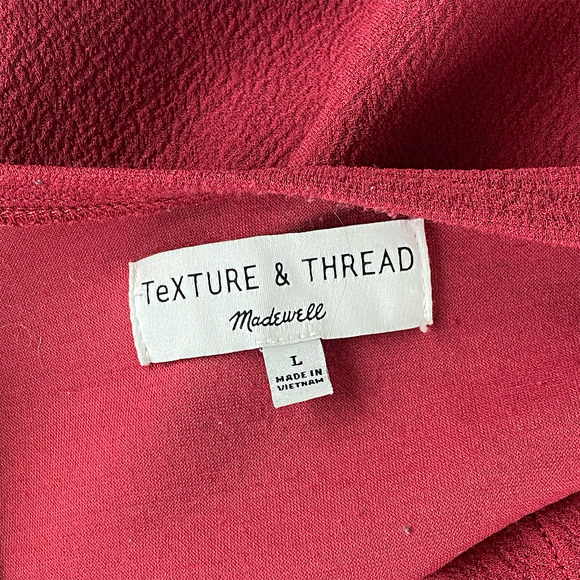 TeXTURE & THREAD
Madewell
L
MADE IN
VIETNAM